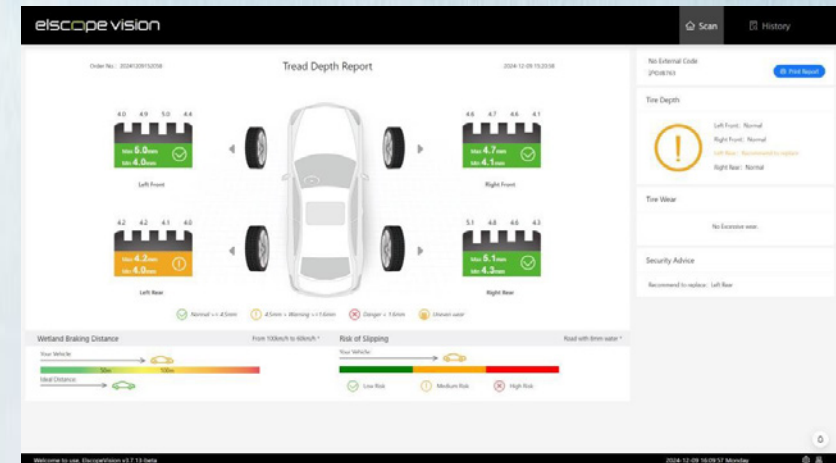 elscope vision
Scan
History
Order No.: 20241209152058
Tread Depth Report
2024-12-09 15:20:58
No External Code
Print Report
Tire Depth
Left Front: Normal
Right Front: Normal
Left Rear: Recommend to replace
Right Rear: Normal
Tire Wear
No Excessive wear.
Security Advice
Recommend to replace: Left Rear
4.0 4.9 5.0 4.4
Max 5.0mm
Min 4.0mm
Left Front
4.6 4.7 4.6 4.1
Max 4.7mm
Min 4.1mm
Right Front
4.2 4.2 4.1 4.0
Max 4.2mm
Min 4.0mm
Left Rear
5.1 4.8 4.6 4.3
Max 5.1mm
Min 4.3mm
Right Rear
Danger < 1.6mm
Uneven wear
Wetland Braking Distance
From 100km/h to 60km/h *
Your Vehicle
50m
100m
Ideal Distance
Risk of Slipping
Road with 6mm water *
Your Vehicle
Low Risk
Medium Risk
High Risk
Welcome to use, ElscopeVision v3.7.13-beta
2024-12-09 16:09:57 Monday